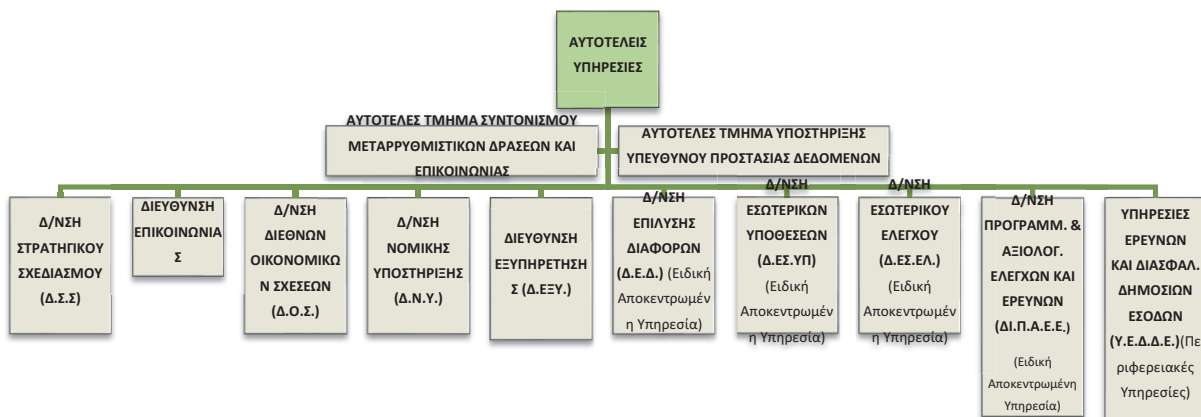 ΑΥΤΟΤΕΛΕΙΣ
ΥΠΗΡΕΣΙΕΣ
ΑΥΤΟΤΕΛΕΣ ΤΜΗΜΑ ΣΥΝΤΟΝΙΣΜΟΥ
ΜΕΤΑΡΡΥΘΜΙΣΤΙΚΩΝ ΔΡΑΣΕΩΝ ΚΑΙ
ΕΠΙΚΟΙΝΩΝΙΑΣ
ΑΥΤΟΤΕΛΕΣ ΤΜΗΜΑ ΥΠΟΣΤΗΡΙΞΗΣ
ΥΠΕΥΘΥΝΟΥ ΠΡΟΣΤΑΣΙΑΣ ΔΕΔΟΜΕΝΩΝ
Δ/ΝΣΗ
ΣΤΡΑΤΗΓΙΚΟΥ
ΣΧΕΔΙΑΣΜΟΥ
(Δ.Σ.Σ)
ΔΙΕΥΘΥΝΣΗ
ΕΠΙΚΟΙΝΩΝΙΑ
Σ
Δ/ΝΣΗ
ΔΙΕΘΝΩΝ
ΟΙΚΟΝΟΜΙΚΩ
Ν ΣΧΕΣΕΩΝ
(Δ.Ο.Σ.)
Δ/ΝΣΗ
ΝΟΜΙΚΗΣ
ΥΠΟΣΤΗΡΙΞΗΣ
(Δ.Ν.Υ.)
ΔΙΕΥΘΥΝΣΗ
ΕΞΥΠΗΡΕΤΗΣΗ
Σ (Δ.ΕΞΥ.)
Δ/ΝΣΗ
ΕΠΙΛΥΣΗΣ
ΔΙΑΦΟΡΩΝ
(Δ.Ε.Δ.) (Ειδική
Αποκεντρωμέν
η Υπηρεσία)
Δ/ΝΣΗ
ΕΣΩΤΕΡΙΚΩΝ
ΥΠΟΘΕΣΕΩΝ
(Δ.ΕΣ.ΥΠ)
(Ειδική
Αποκεντρωμέν
η Υπηρεσία)
Δ/ΝΣΗ
ΕΣΩΤΕΡΙΚΟΥ
ΕΛΕΓΧΟΥ
(Δ.ΕΣ.ΕΛ.)
(Ειδική
Αποκεντρωμέν
η Υπηρεσία)
Δ/ΝΣΗ
ΠΡΟΓΡΑΜΜ. &
ΑΞΙΟΛΟΓ.
ΕΛΕΓΧΩΝ ΚΑΙ
ΕΡΕΥΝΩΝ
(ΔΙ.Π.Α.Ε.Ε.)
(Ειδική
Αποκεντρωμένη
Υπηρεσία)
ΥΠΗΡΕΣΙΕΣ
ΕΡΕΥΝΩΝ
ΚΑΙ ΔΙΑΣΦΑΛ.
ΔΗΜΟΣΙΩΝ
ΕΣΟΔΩΝ
(Υ.Ε.Δ.Δ.Ε.)(Πε
ριφερειακές
Υπηρεσίες)